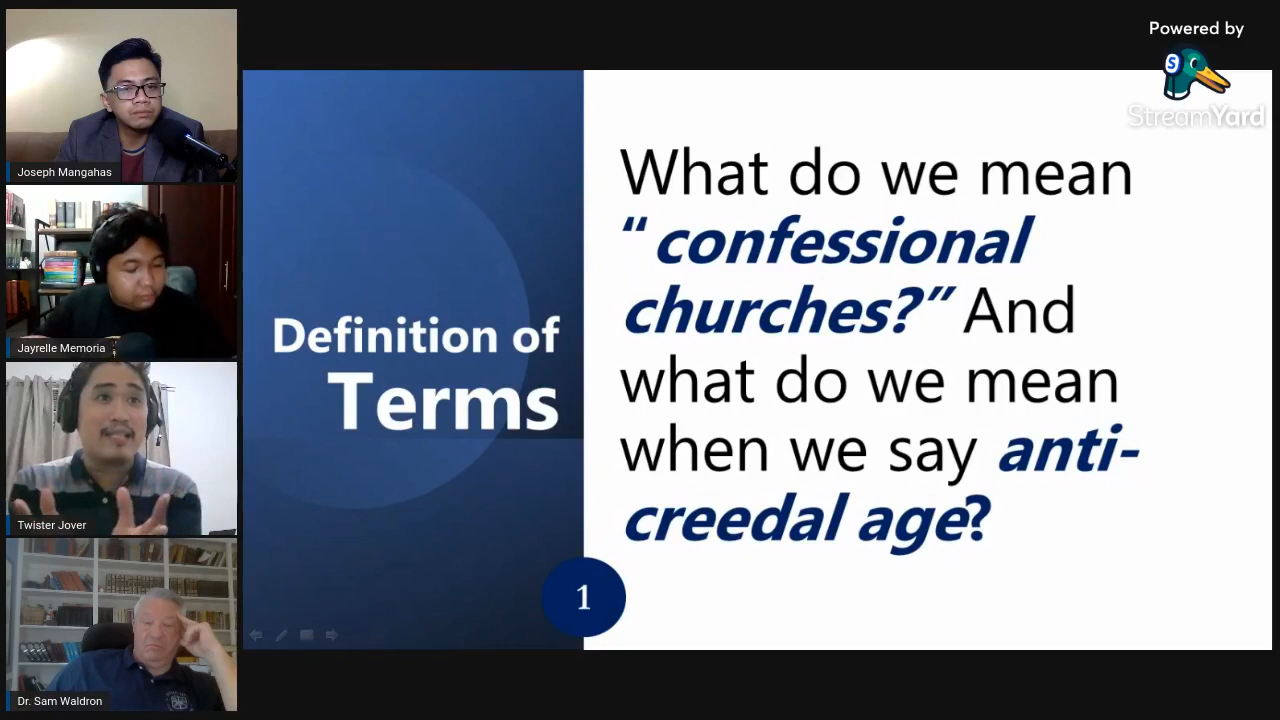 Powered by
StreamYard
Joseph Mangahas
Jayrelle Memoria
Twister Jover
Dr. Sam Waldron
Definition of
Terms
What do we mean
“confessional
churches?” And
what do we mean
when we say anti-
creedal age?
1